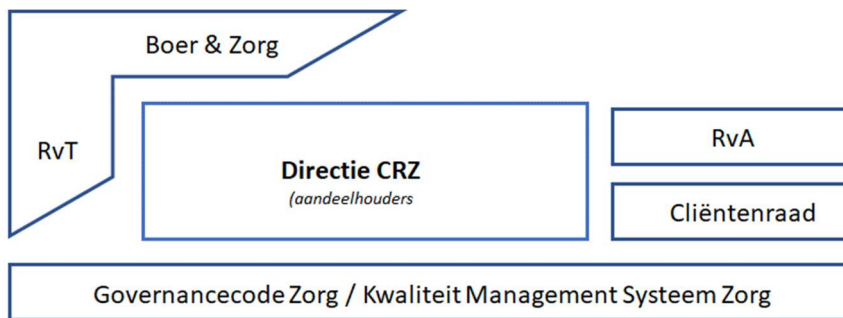 Boer & Zorg
RvT
Directie CRZ
(aandeelhouders
RvA
Cliëntenraad
Governancecode Zorg / Kwaliteit Management Systeem Zorg